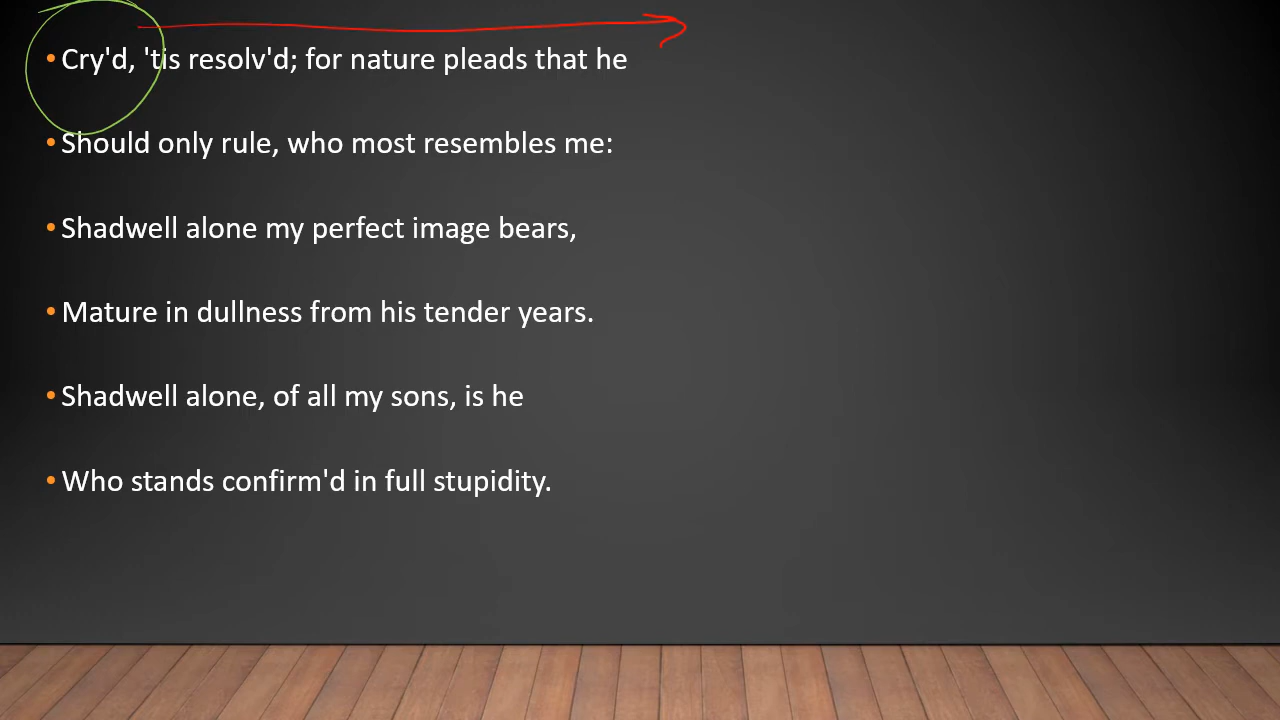 • Cry'd, 'tis resolv'd; for nature pleads that he
• Should only rule, who most resembles me:
• Shadwell alone my perfect image bears,
• Mature in dullness from his tender years.
• Shadwell alone, of all my sons, is he
• Who stands confirm'd in full stupidity.